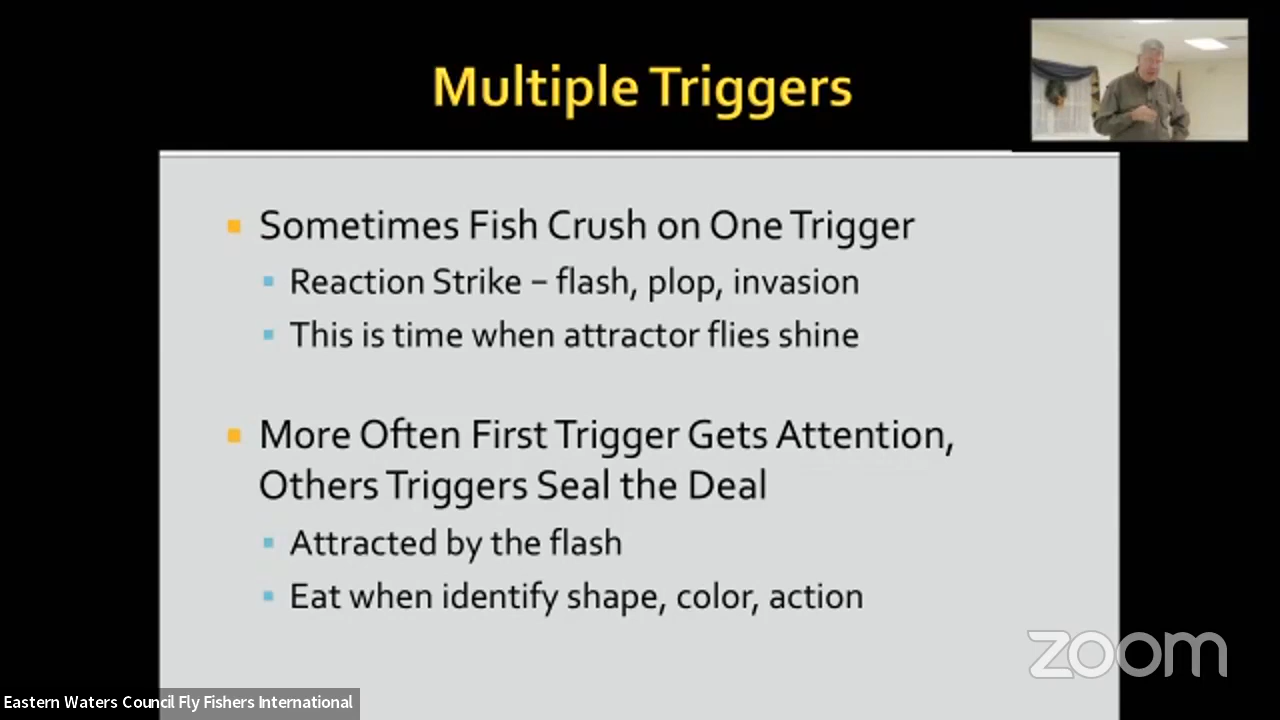 Multiple Triggers
Sometimes Fish Crush on One Trigger
Reaction Strike – flash, plop, invasion
This is time when attractor flies shine
More Often First Trigger Gets Attention,
Others Triggers Seal the Deal
Attracted by the flash
Eat when identify shape, color, action
zoom
Eastern Waters Council Fly Fishers International